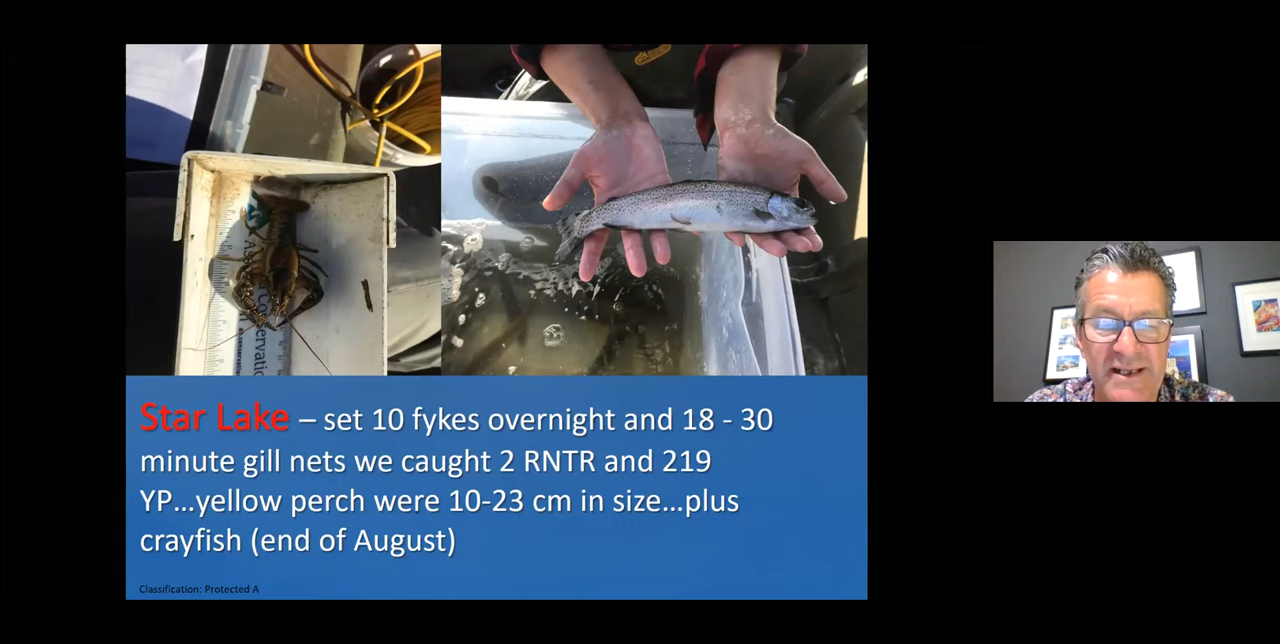 Star Lake – set 10 fykes overnight and 18 - 30
minute gill nets we caught 2 RNTR and 219
YP...yellow perch were 10-23 cm in size...plus
crayfish (end of August)
Classification: Protected A